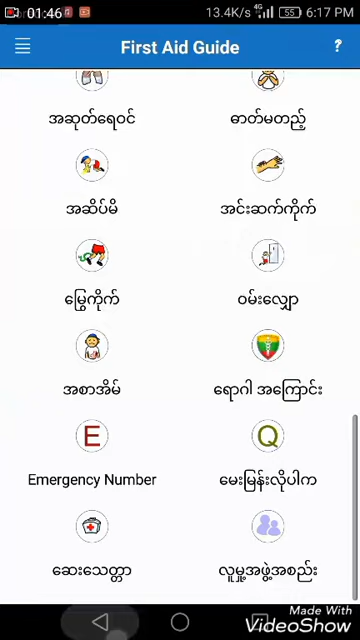 01:46 13.4K/s 4G 55 6:17 PM
First Aid Guide ?
အဆုတ်ရေဝင် ဓာတ်မတည့်
အဆိပ်မိ အင်းဆက်ကိုက်
မြွေကိုက် ဝမ်းလျှော
အစာအိမ် ရောဂါ အကြောင်း
E Q
Emergency Number မေးမြန်းလိုပါက
ဆေးသေတ္တာ လူမှု့အဖွဲ့အစည်း
Made With
VideoShow